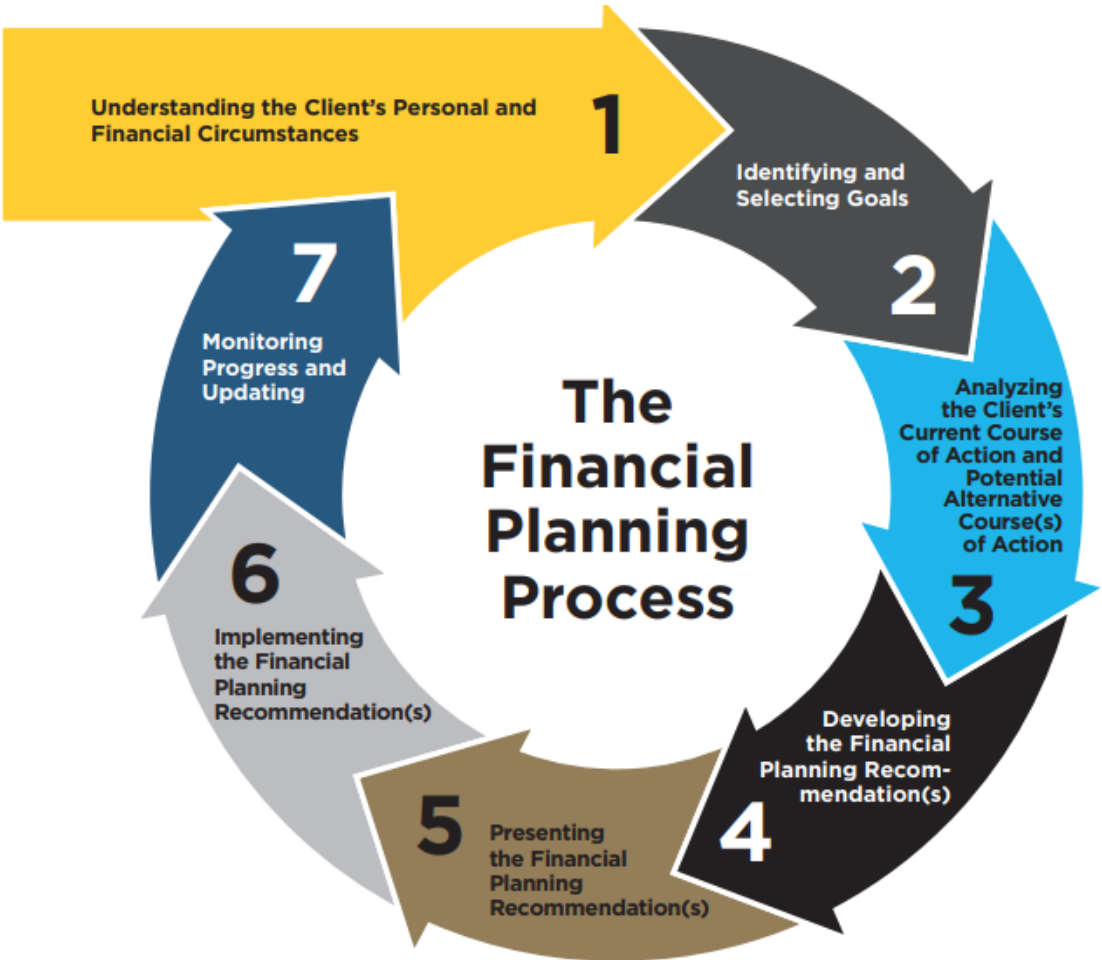 Understanding the Client's Personal and
Financial Circumstances
1
Identifying and
Selecting Goals
2
Analyzing
the Client's
Current Course
of Action and
Potential
Alternative
Course(s)
of Action
3
Developing
the Financial
Planning Recom-
mendation(s)
4
5
Presenting
the Financial
Planning
Recommendation(s)
6
Implementing
the Financial
Planning
Recommendation(s)
7
Monitoring
Progress and
Updating
The
Financial
Planning
Process